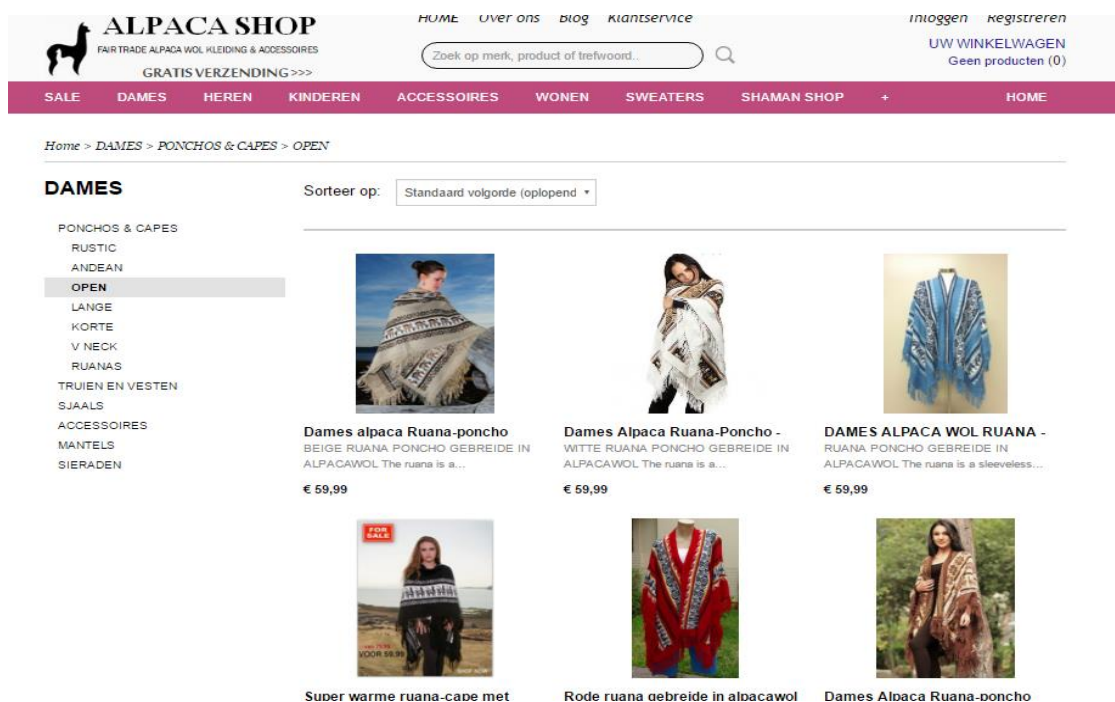 ALPACA SHOP
FAIR TRADE ALPACA WOL KLEIDING & ACCESSOIRES
GRATIS VERZENDING>>>
HOME Over ons Blog Klantservice
Zoek op merk, product of trefwoord..
Inloggen Registreren
UW WINKELWAGEN
Geen producten (0)
SALE DAMES HEREN KINDEREN ACCESSOIRES WONEN SWEATERS SHAMAN SHOP + HOME
Home > DAMES > PONCHOS & CAPES > OPEN
DAMES
PONCHOS & CAPES
RUSTIC
ANDEAN
OPEN
LANGE
KORTE
V NECK
RUANAS
TRUIEN EN VESTEN
SJAALS
ACCESSOIRES
MANTELS
SIERADEN
Sorteer op: Standaard volgorde (oplopend
Dames alpaca Ruana-poncho
BEIGE RUANA PONCHO GEBREIDE IN
ALPACAWOL The ruana is a...
€ 59,99
Dames Alpaca Ruana-Poncho -
WITTE RUANA PONCHO GEBREIDE IN
ALPACAWOL The ruana is a...
€ 59,99
DAMES ALPACA WOL RUANA -
RUANA PONCHO GEBREIDE IN
ALPACAWOL The ruana is a sleeveless...
€ 59,99
FOR
SALE
VOOR 59,99
SHOP NOW
Super warme ruana-cape met
Rode ruana gebreide in alpacawol
Dames Alpaca Ruana-poncho